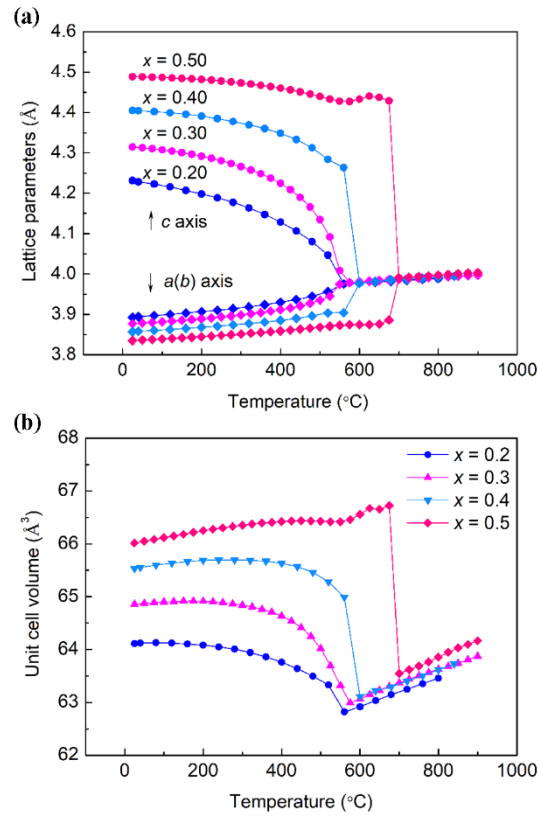 (a)
4.6
4.5
4.4
4.3
4.2
4.1
4.0
3.9
3.8
Lattice parameters (Å)
x = 0.50
x = 0.40
x = 0.30
x = 0.20
↑ c axis
↓ a(b) axis
0 200 400 600 800 1000
Temperature (°C)
(b)
68
67
66
65
64
63
62
Unit cell volume (Å³)
x = 0.2
x = 0.3
x = 0.4
x = 0.5
0 200 400 600 800 1000
Temperature (°C)